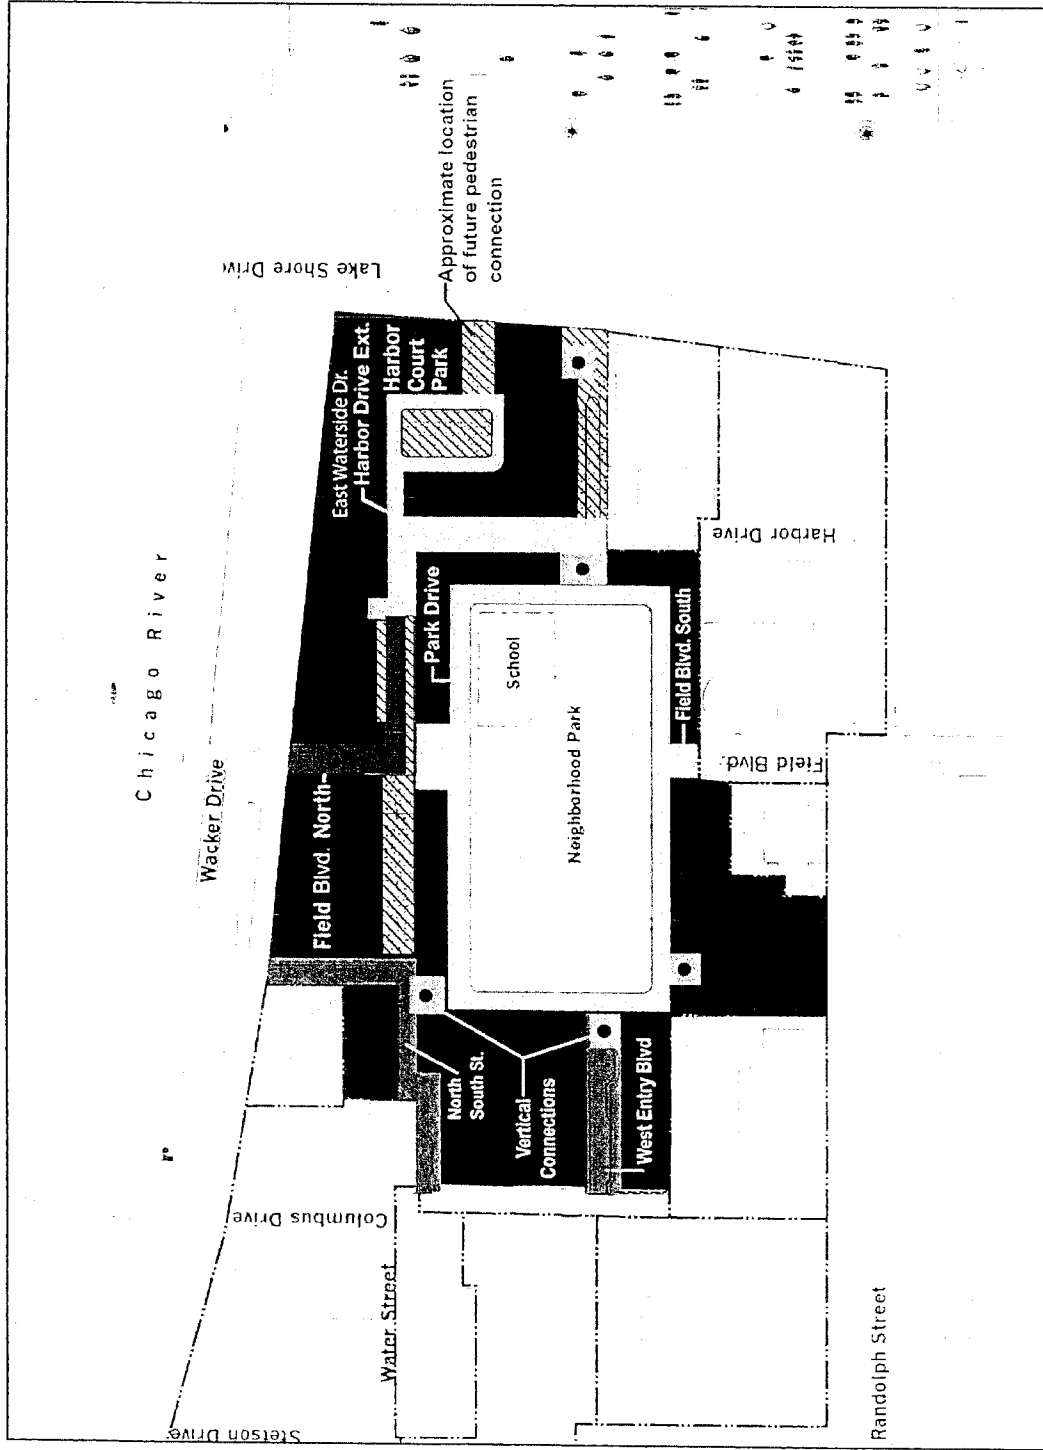 Chicago River
Wacker Drive
Lake Shore Drive
Approximate location
of future pedestrian
connection
East Waterside Dr.
Harbor Drive Ext.
Harbor
Court
Park
Field Blvd. North
Park Drive
School
Neighborhood Park
Field Blvd. South
Harbor Drive
Field Blvd.
North
South St.
Vertical
Connections
West Entry Blvd
Columbus Drive
Water Street
Stetson Drive
Randolph Street